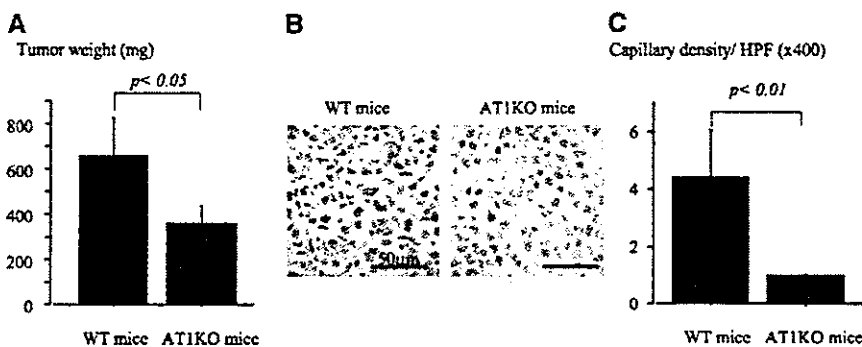 A
Tumor weight (mg)
p< 0.05
800
600
400
200
0
WT mice AT1KO mice
B
WT mice AT1KO mice
50μm
C
Capillary density/ HPF (x400)
p< 0.01
6
4
2
0
WT mice AT1KO mice